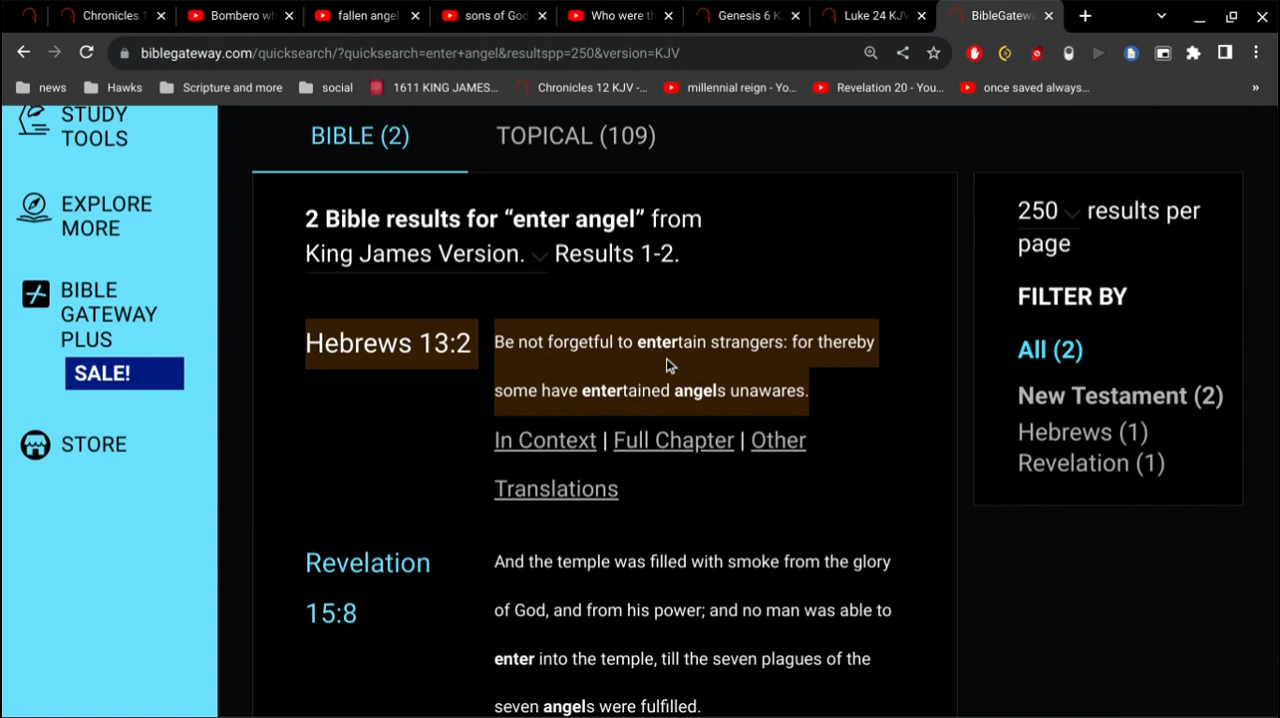 Chronicles 1
Bombero wh
fallen angel
sons of God
Who were th
Genesis 6 K
Luke 24 KJV
BibleGatewa
biblegateway.com/quicksearch/?quicksearch=enter+angel&resultspp=250&version=KJV
news
Hawks
Scripture and more
social
1611 KING JAMES...
Chronicles 12 KJV -...
millennial reign - Yo...
Revelation 20 - You...
once saved always...
»
STUDY
TOOLS
EXPLORE
MORE
BIBLE
GATEWAY
PLUS
SALE!
STORE
BIBLE (2)
TOPICAL (109)
2 Bible results for “enter angel” from
King James Version. Results 1-2.
Hebrews 13:2
Be not forgetful to entertain strangers: for thereby
some have entertained angels unawares.
In Context | Full Chapter | Other
Translations
Revelation
15:8
And the temple was filled with smoke from the glory
of God, and from his power; and no man was able to
enter into the temple, till the seven plagues of the
seven angels were fulfilled.
250 results per
page
FILTER BY
All (2)
New Testament (2)
Hebrews (1)
Revelation (1)